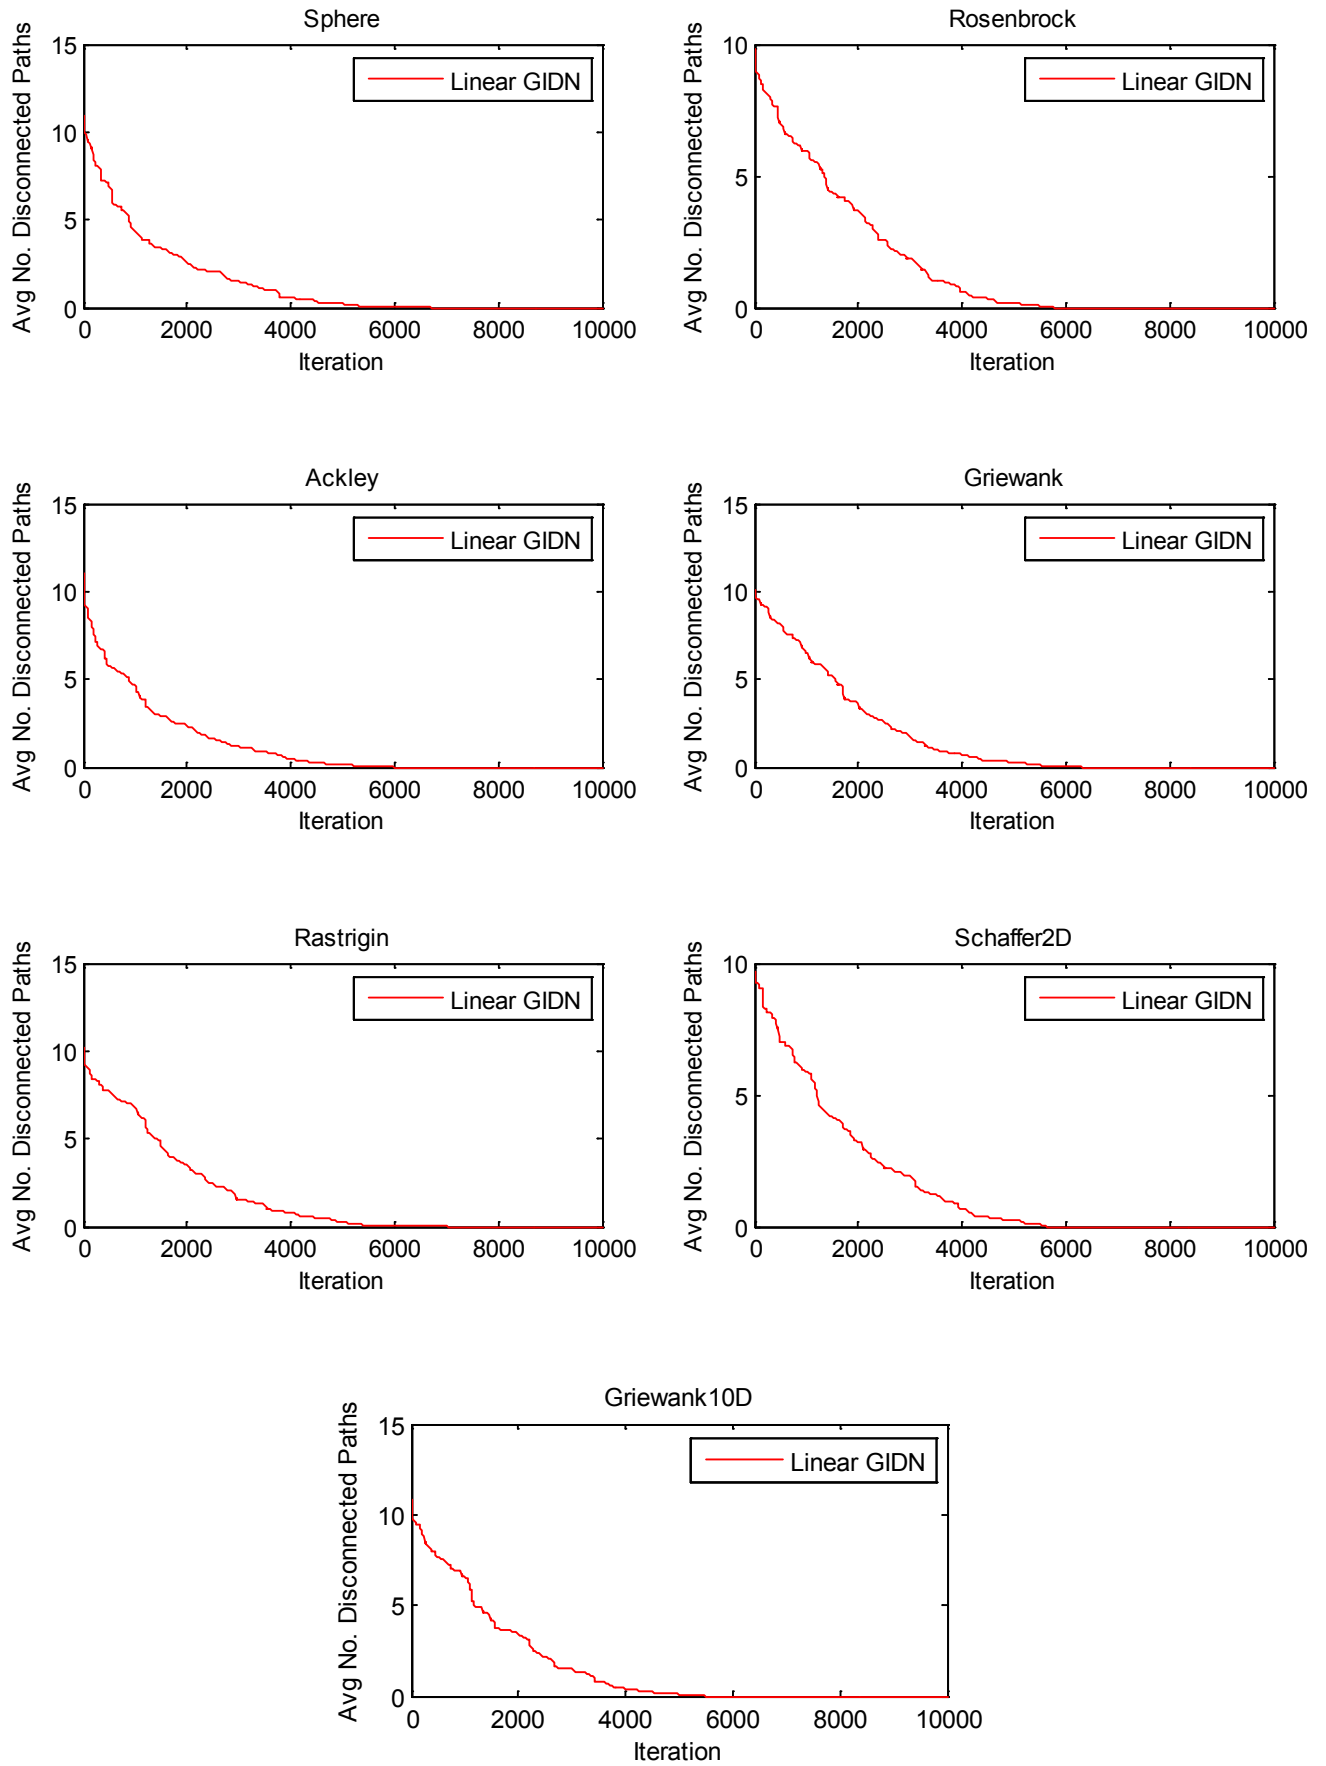 Sphere
Avg No. Disconnected Paths
15
10
5
0
Linear GIDN
0 2000 4000 6000 8000 10000
Iteration
Rosenbrock
Avg No. Disconnected Paths
10
5
0
Linear GIDN
0 2000 4000 6000 8000 10000
Iteration
Ackley
Avg No. Disconnected Paths
15
10
5
0
Linear GIDN
0 2000 4000 6000 8000 10000
Iteration
Griewank
Avg No. Disconnected Paths
15
10
5
0
Linear GIDN
0 2000 4000 6000 8000 10000
Iteration
Rastrigin
Avg No. Disconnected Paths
15
10
5
0
Linear GIDN
0 2000 4000 6000 8000 10000
Iteration
Schaffer2D
Avg No. Disconnected Paths
10
5
0
Linear GIDN
0 2000 4000 6000 8000 10000
Iteration
Griewank10D
Avg No. Disconnected Paths
15
10
5
0
Linear GIDN
0 2000 4000 6000 8000 10000
Iteration